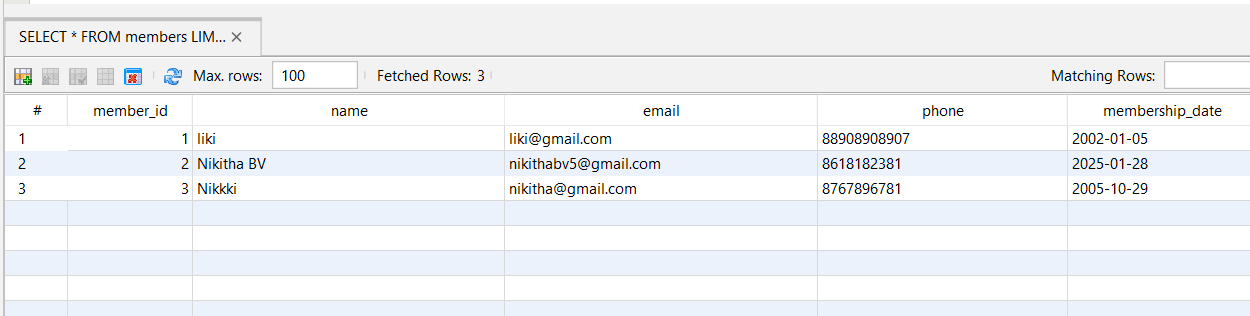 SELECT * FROM members LIM...
Max. rows: 100 Fetched Rows: 3 Matching Rows:
# member_id name email phone membership_date
1 1 liki liki@gmail.com 88908908907 2002-01-05
2 2 Nikitha BV nikithabv5@gmail.com 8618182381 2025-01-28
3 3 Nikkki nikitha@gmail.com 8767896781 2005-10-29